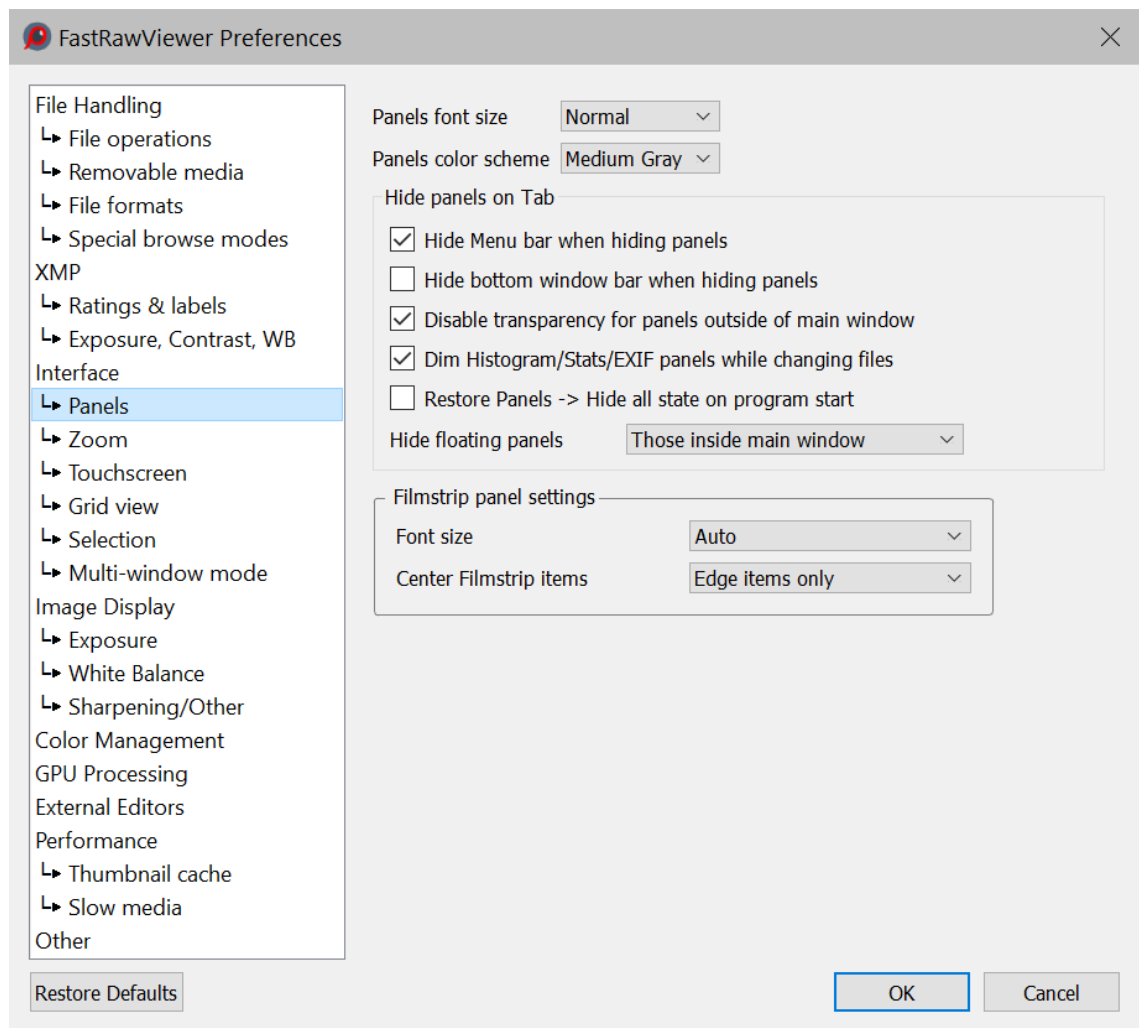 FastRawViewer Preferences
File Handling
File operations
Removable media
File formats
Special browse modes
XMP
Ratings & labels
Exposure, Contrast, WB
Interface
Panels
Zoom
Touchscreen
Grid view
Selection
Multi-window mode
Image Display
Exposure
White Balance
Sharpening/Other
Color Management
GPU Processing
External Editors
Performance
Thumbnail cache
Slow media
Other
Panels font size Normal
Panels color scheme Medium Gray
Hide panels on Tab
Hide Menu bar when hiding panels
Hide bottom window bar when hiding panels
Disable transparency for panels outside of main window
Dim Histogram/Stats/EXIF panels while changing files
Restore Panels -> Hide all state on program start
Hide floating panels Those inside main window
Filmstrip panel settings
Font size Auto
Center Filmstrip items Edge items only
Restore Defaults OK Cancel